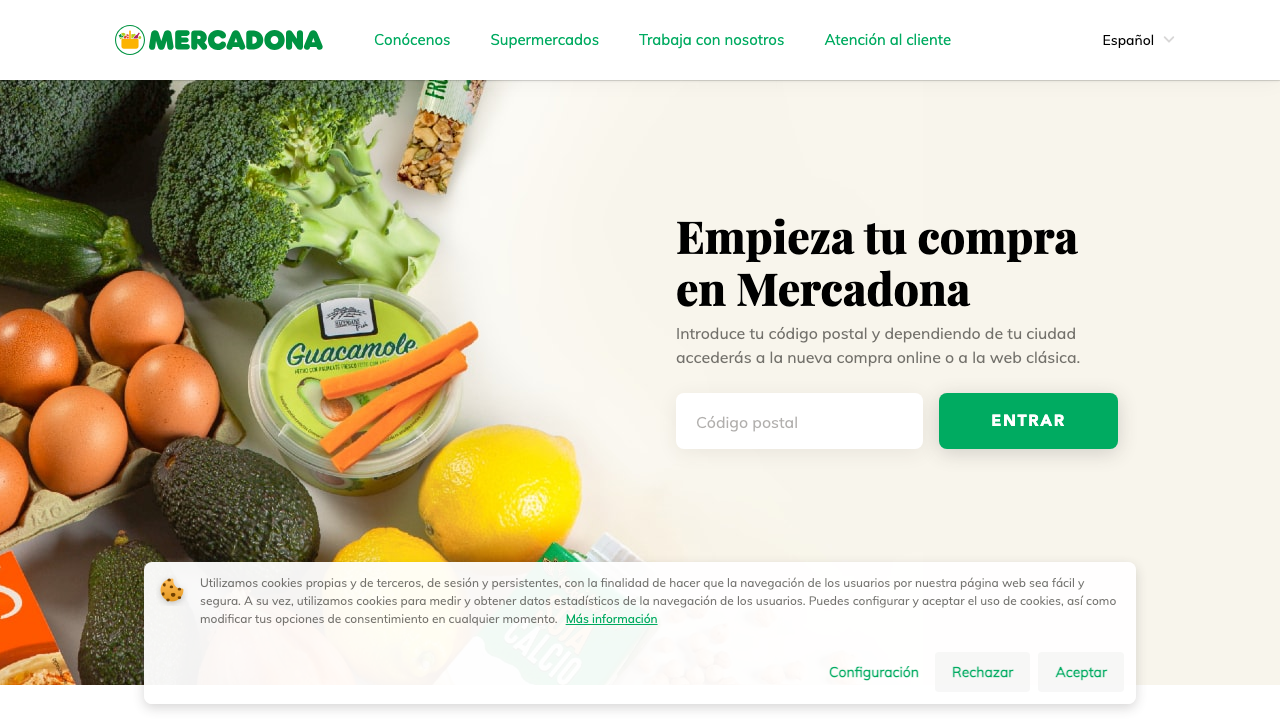 MERCADONA
Conócenos
Supermercados
Trabaja con nosotros
Atención al cliente
Español
Empieza tu compra
en Mercadona
Introduce tu código postal y dependiendo de tu ciudad
accederás a la nueva compra online o a la web clásica.
Código postal
ENTRAR
Guacamole
Utilizamos cookies propias y de terceros, de sesión y persistentes, con la finalidad de hacer que la navegación de los usuarios por nuestra página web sea fácil y
segura. A su vez, utilizamos cookies para medir y obtener datos estadísticos de la navegación de los usuarios. Puedes configurar y aceptar el uso de cookies, así como
modificar tus opciones de consentimiento en cualquier momento. Más información
CALCIO
Configuración
Rechazar
Aceptar